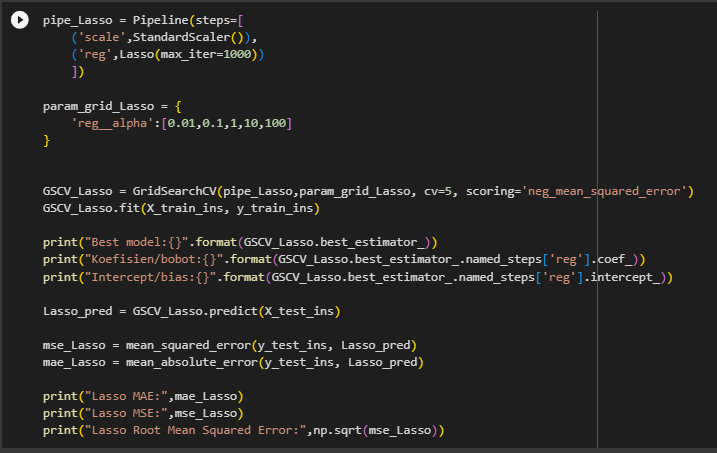 pipe_Lasso = Pipeline(steps=[
('scale',StandardScaler()),
('reg',Lasso(max_iter=1000))
])
param_grid_Lasso = {
'reg__alpha':[0.01,0.1,1,10,100]
}
GSCV_Lasso = GridSearchCV(pipe_Lasso,param_grid_Lasso, cv=5, scoring='neg_mean_squared_error')
GSCV_Lasso.fit(X_train_ins, y_train_ins)
print("Best model:{}".format(GSCV_Lasso.best_estimator_))
print("Koefisien/bobot:{}".format(GSCV_Lasso.best_estimator_.named_steps['reg'].coef_))
print("Intercept/bias:{}".format(GSCV_Lasso.best_estimator_.named_steps['reg'].intercept_))
Lasso_pred = GSCV_Lasso.predict(X_test_ins)
mse_Lasso = mean_squared_error(y_test_ins, Lasso_pred)
mae_Lasso = mean_absolute_error(y_test_ins, Lasso_pred)
print("Lasso MAE:",mae_Lasso)
print("Lasso MSE:",mse_Lasso)
print("Lasso Root Mean Squared Error:",np.sqrt(mse_Lasso))